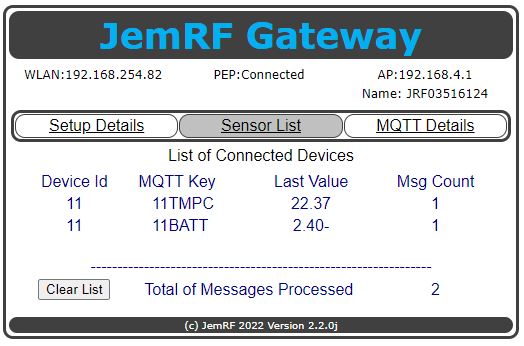 JemRF Gateway
WLAN:192.168.254.82 PEP:Connected AP:192.168.4.1
Name: JRF03516124
Setup Details Sensor List MQTT Details
List of Connected Devices
Device Id MQTT Key Last Value Msg Count
11 11TMPC 22.37 1
11 11BATT 2.40- 1
----------------------------------------------------------------
Clear List Total of Messages Processed 2
(c) JemRF 2022 Version 2.2.0j